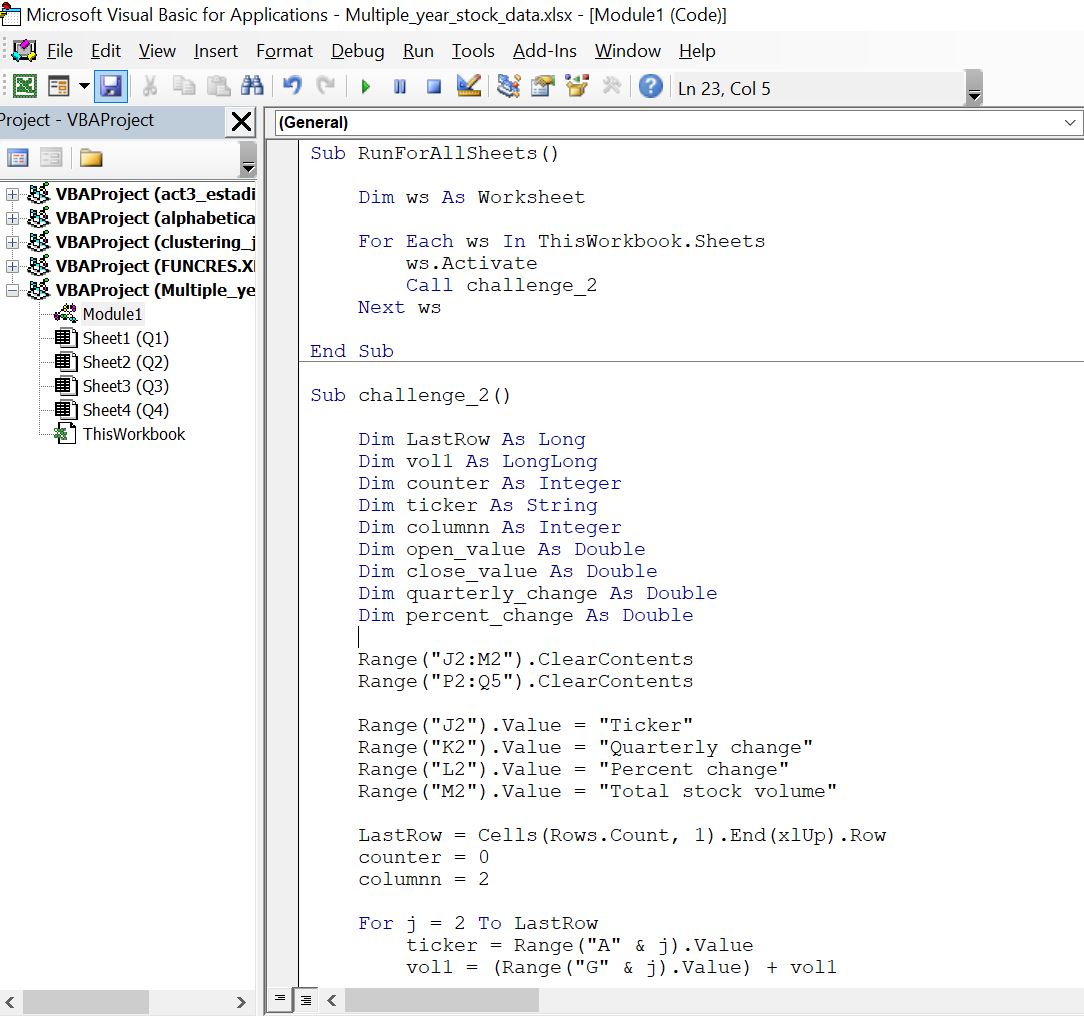 Microsoft Visual Basic for Applications - Multiple_year_stock_data.xlsx - [Module1 (Code)]
File Edit View Insert Format Debug Run Tools Add-Ins Window Help
Ln 23, Col 5
Project - VBAProject
(General)
VBAProject (act3_estadi
VBAProject (alphabetica
VBAProject (clustering_j
VBAProject (FUNCRES.XI
VBAProject (Multiple_ye
Module1
Sheet1 (Q1)
Sheet2 (Q2)
Sheet3 (Q3)
Sheet4 (Q4)
ThisWorkbook
Sub RunForAllSheets()
Dim ws As Worksheet
For Each ws In ThisWorkbook.Sheets
ws.Activate
Call challenge_2
Next ws
End Sub
Sub challenge_2()
Dim LastRow As Long
Dim vol1 As LongLong
Dim counter As Integer
Dim ticker As String
Dim columnn As Integer
Dim open_value As Double
Dim close_value As Double
Dim quarterly_change As Double
Dim percent_change As Double
Range("J2:M2").ClearContents
Range("P2:Q5").ClearContents
Range("J2").Value = "Ticker"
Range("K2").Value = "Quarterly change"
Range("L2").Value = "Percent change"
Range("M2").Value = "Total stock volume"
LastRow = Cells(Rows.Count, 1).End(xlUp).Row
counter = 0
columnn = 2
For j = 2 To LastRow
ticker = Range("A" & j).Value
vol1 = (Range("G" & j).Value) + vol1